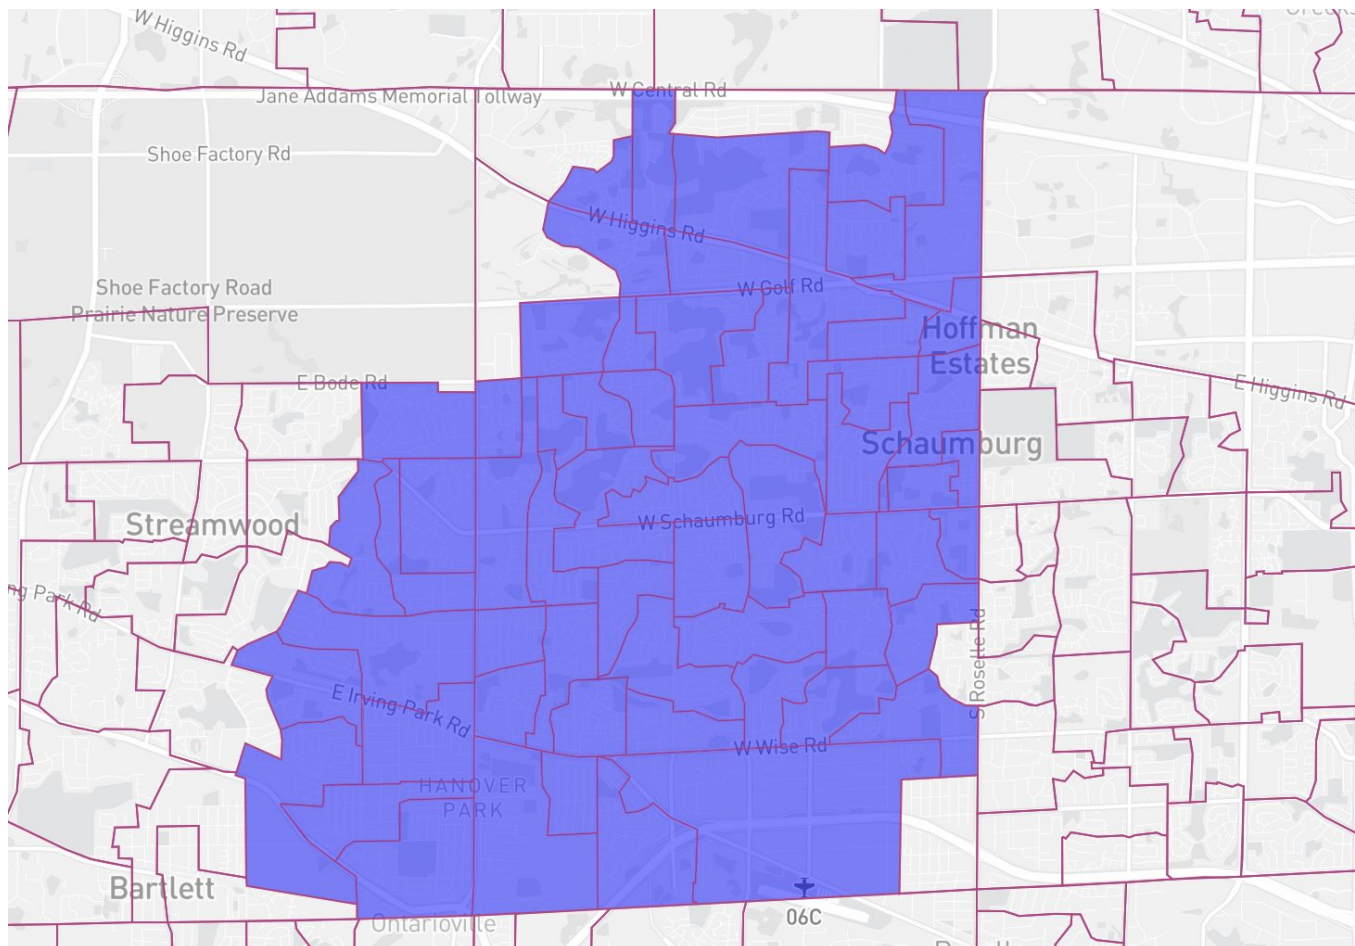 W Higgins Rd
Jane Addams Memorial Tollway
W Central Rd
Shoe Factory Rd
W Higgins Rd
Shoe Factory Road
Prairie Nature Preserve
W Golf Rd
Hoffman
Estates
E Bode Rd
E Higgins Rd
Schaumburg
Streamwood
W Schaumburg Rd
ng Park Rd
S Roselle Rd
E Irving Park Rd
W Wise Rd
HANOVER
PARK
Bartlett
06C
Ontarioville